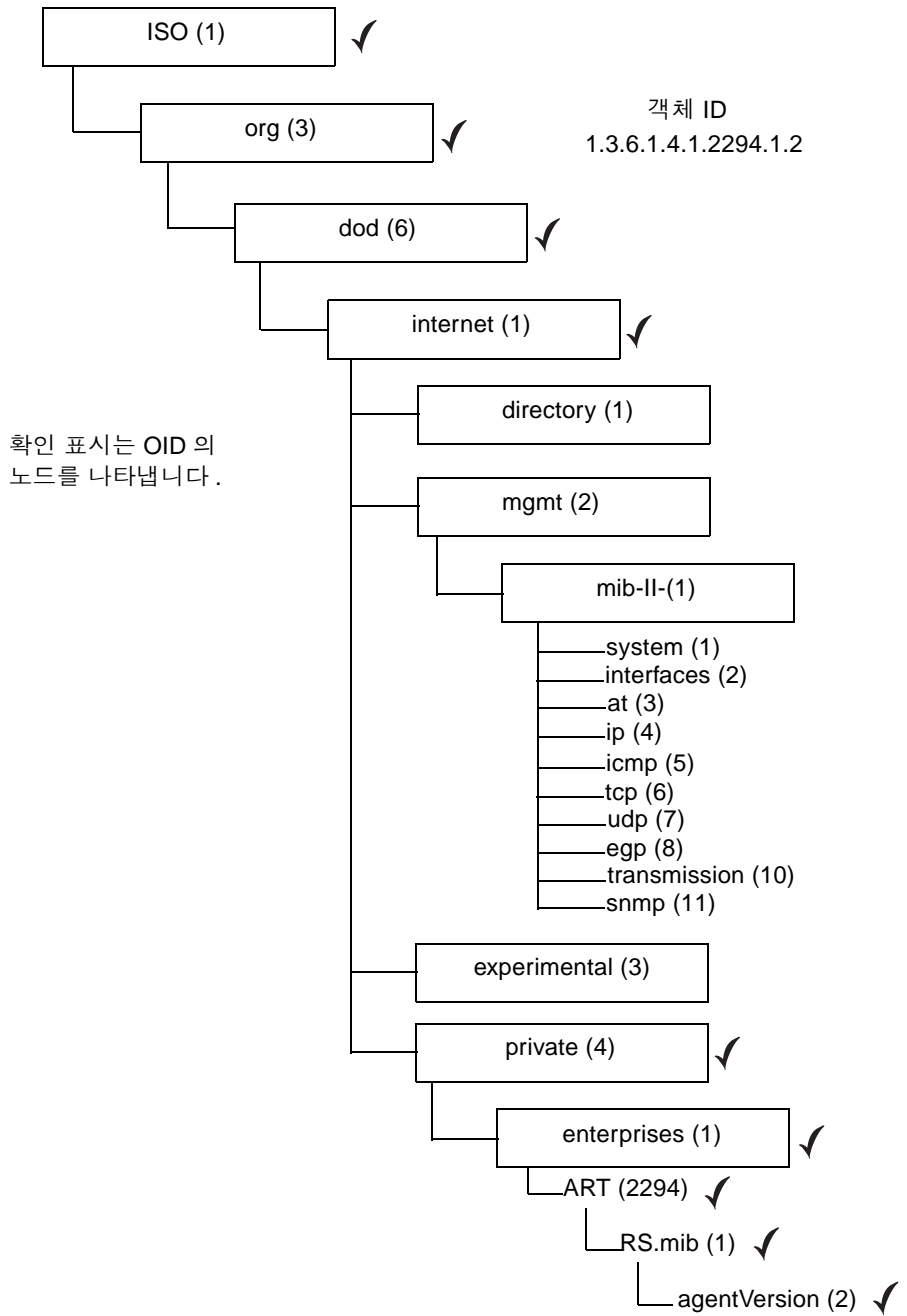 ISO (1)
org (3)
객체 ID
1.3.6.1.4.1.2294.1.2
dod (6)
internet (1)
directory (1)
확인 표시는 OID 의
노드를 나타냅니다 .
mgmt (2)
mib-II-(1)
system (1)
interfaces (2)
at (3)
ip (4)
icmp (5)
tcp (6)
udp (7)
egp (8)
transmission (10)
snmp (11)
experimental (3)
private (4)
enterprises (1)
ART (2294)
RS.mib (1)
agentVersion (2)